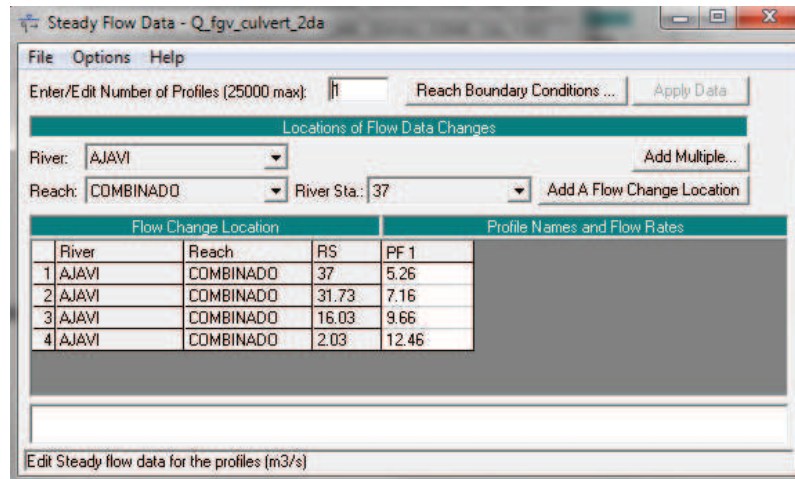 Steady Flow Data - Q_fgv_culvert_2da
File Options Help
Enter/Edit Number of Profiles (25000 max): 1 Reach Boundary Conditions ... Apply Data
Locations of Flow Data Changes
River: AJAVI Add Multiple...
Reach: COMBINADO River Sta.: 37 Add A Flow Change Location
Flow Change Location Profile Names and Flow Rates
River Reach RS PF 1
1 AJAVI COMBINADO 37 5.26
2 AJAVI COMBINADO 31.73 7.16
3 AJAVI COMBINADO 16.03 9.66
4 AJAVI COMBINADO 2.03 12.46
Edit Steady flow data for the profiles (m3/s)